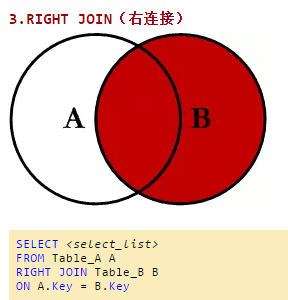 3.RIGHT JOIN（右连接）
A B
SELECT <select_list>
FROM Table_A A
RIGHT JOIN Table_B B
ON A.Key = B.Key